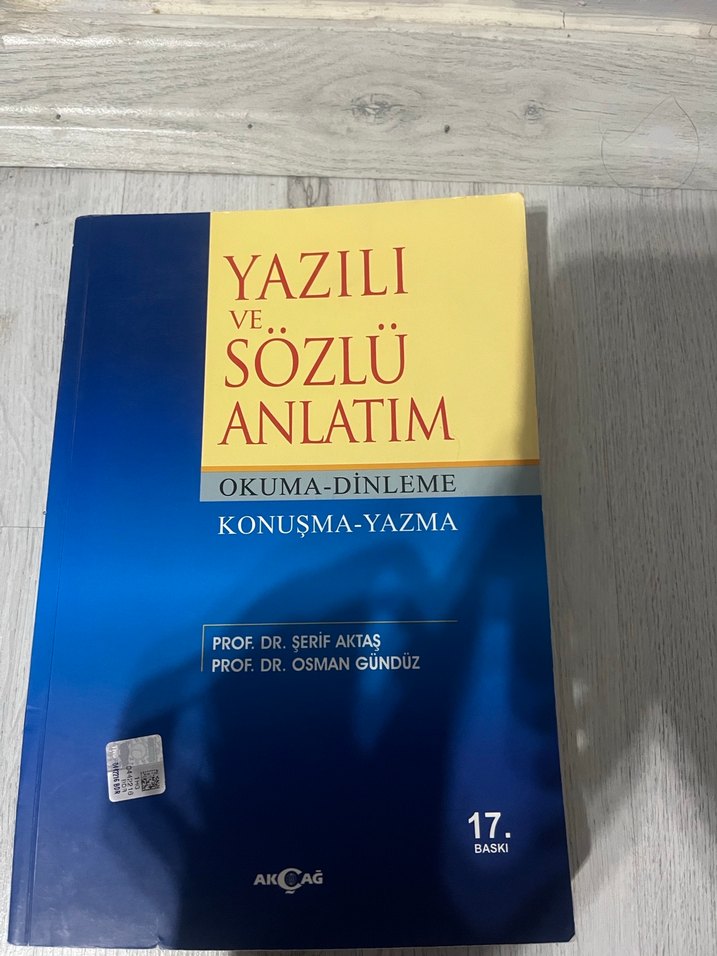 YAZILI
VE
SÖZLÜ
ANLATIM
OKUMA-DİNLEME
KONUŞMA-YAZMA
PROF. DR. ŞERİF AKTAŞ
PROF. DR. OSMAN GÜNDÜZ
17.
BASKI
AKÇAĞ